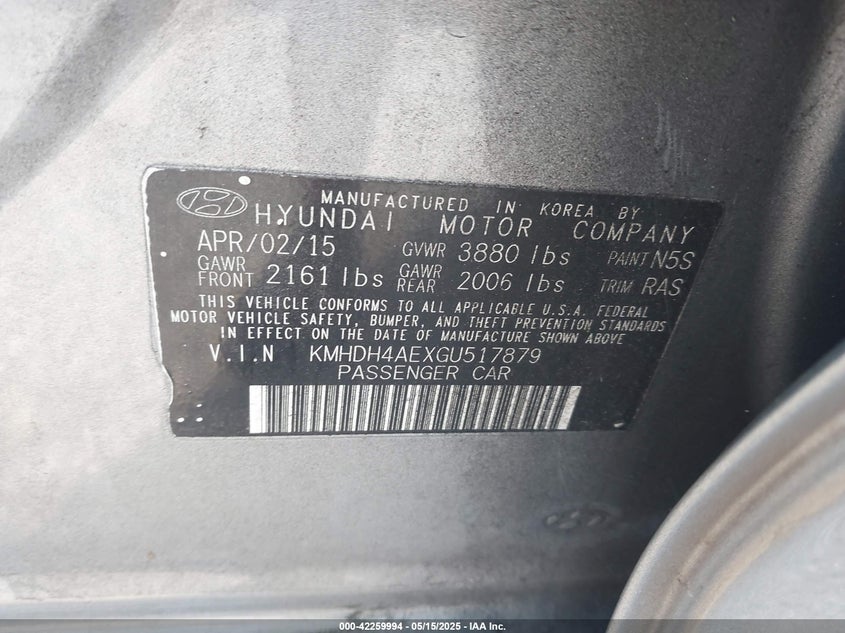 MANUFACTURED IN KOREA BY
HYUNDAI MOTOR COMPANY
APR/02/15 GVWR 3880 lbs PAINT N5S
GAWR FRONT 2161 lbs GAWR REAR 2006 lbs TRIM RAS
THIS VEHICLE CONFORMS TO ALL APPLICABLE U.S.A. FEDERAL
MOTOR VEHICLE SAFETY, BUMPER, AND THEFT PREVENTION STANDARDS
IN EFFECT ON THE DATE OF MANUFACTURE SHOWN ABOVE.
V.I.N KMHDH4AEXGU517879
PASSENGER CAR
000-42259994 - 05/15/2025 - IAA Inc.